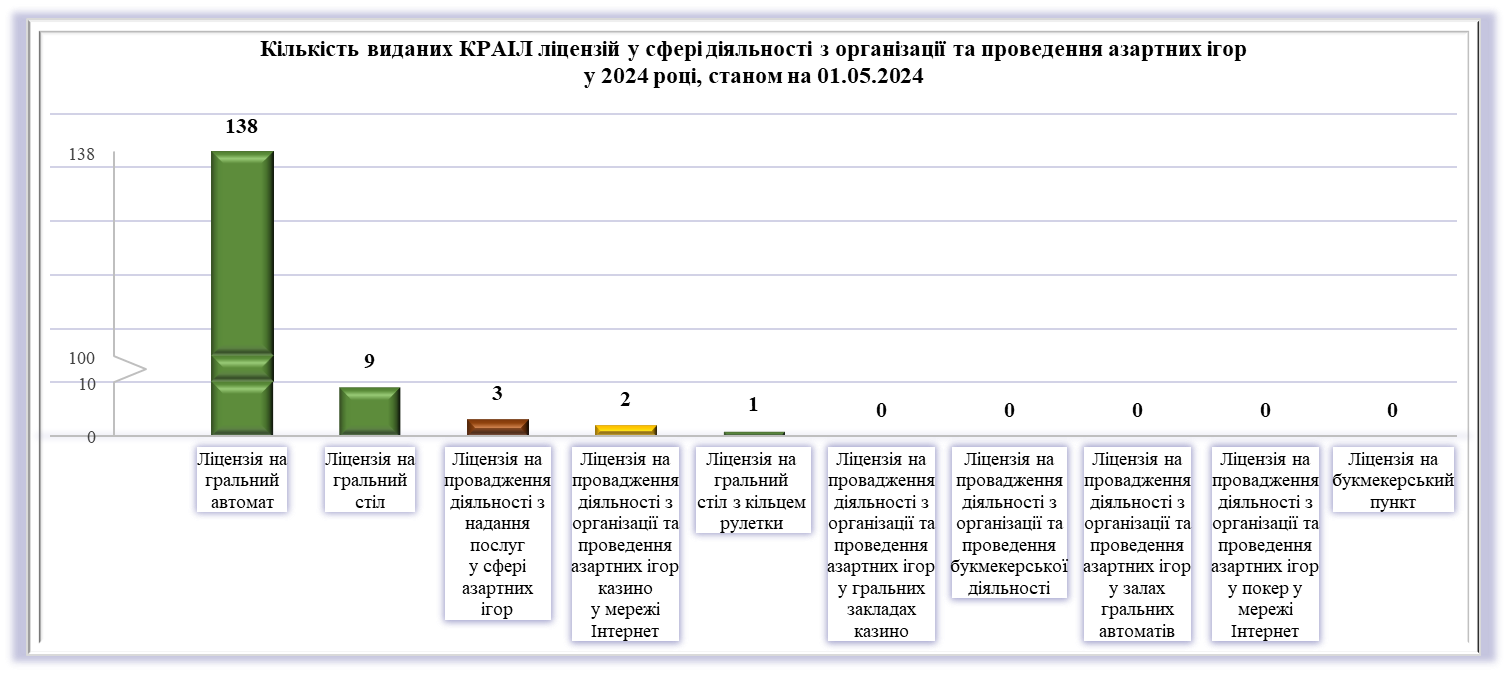 Кількість виданих КРАІЛ ліцензій у сфері діяльності з організації та проведення азартних ігор
у 2024 році, станом на 01.05.2024
138
138
100
10
0
9
3
2
1
0
0
0
0
0
Ліцензія на
гральний
автомат
Ліцензія на
гральний
стіл
Ліцензія на
провадження
діяльності з
надання
послуг
у сфері
азартних
ігор
Ліцензія на
провадження
діяльності з
організації та
проведення
азартних ігор
казино
у мережі
Інтернет
Ліцензія на
гральний
стіл з кільцем
рулетки
Ліцензія на
провадження
діяльності з
організації та
проведення
азартних ігор
у гральних
закладах
казино
Ліцензія на
провадження
діяльності з
організації та
проведення
букмекерської
діяльності
Ліцензія на
провадження
діяльності з
організації та
проведення
азартних ігор
у залах
гральних
автоматів
Ліцензія на
провадження
діяльності з
організації та
проведення
азартних ігор
у покер у
мережі
Інтернет
Ліцензія на
букмекерський
пункт